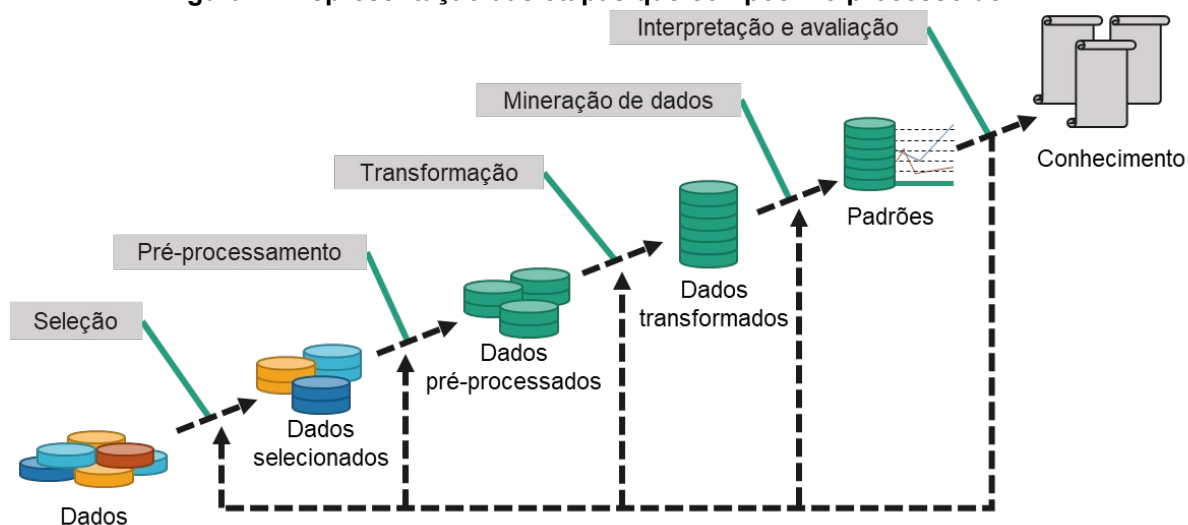 Interpretação e avaliação
Mineração de dados
Conhecimento
Transformação
Padrões
Pré-processamento
Dados
transformados
Seleção
Dados
pré-processados
Dados
selecionados
Dados